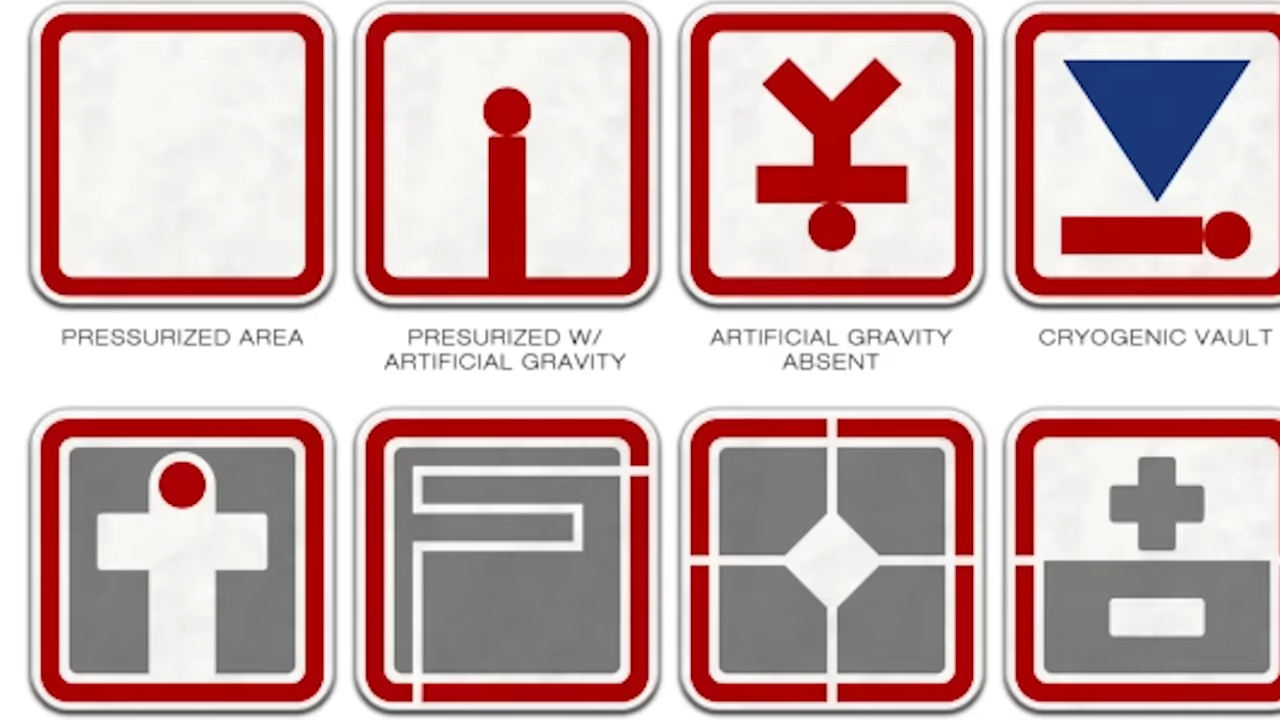 PRESSURIZED AREA
PRESURIZED W/
ARTIFICIAL GRAVITY
ARTIFICIAL GRAVITY
ABSENT
CRYOGENIC VAULT